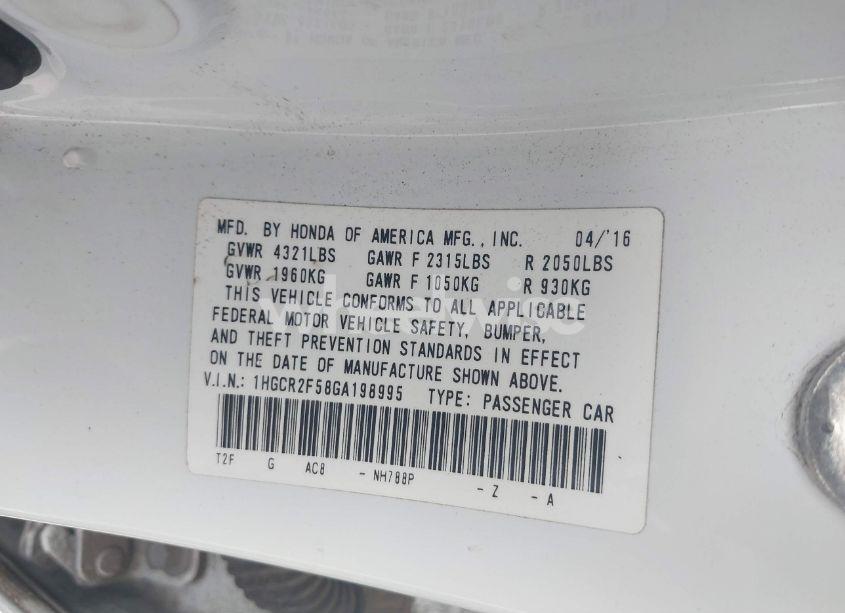 MFD. BY HONDA OF AMERICA MFG., INC. 04/'16
GVWR 4321LBS GAWR F 2315LBS R 2050LBS
GVWR 1960KG GAWR F 1050KG R 930KG
THIS VEHICLE CONFORMS TO ALL APPLICABLE
FEDERAL MOTOR VEHICLE SAFETY, BUMPER,
AND THEFT PREVENTION STANDARDS IN EFFECT
ON THE DATE OF MANUFACTURE SHOWN ABOVE.
V.I.N.: 1HGCR2F58GA198995 TYPE: PASSENGER CAR
T2F G AC8 - NH788P - Z - A
wheelwise